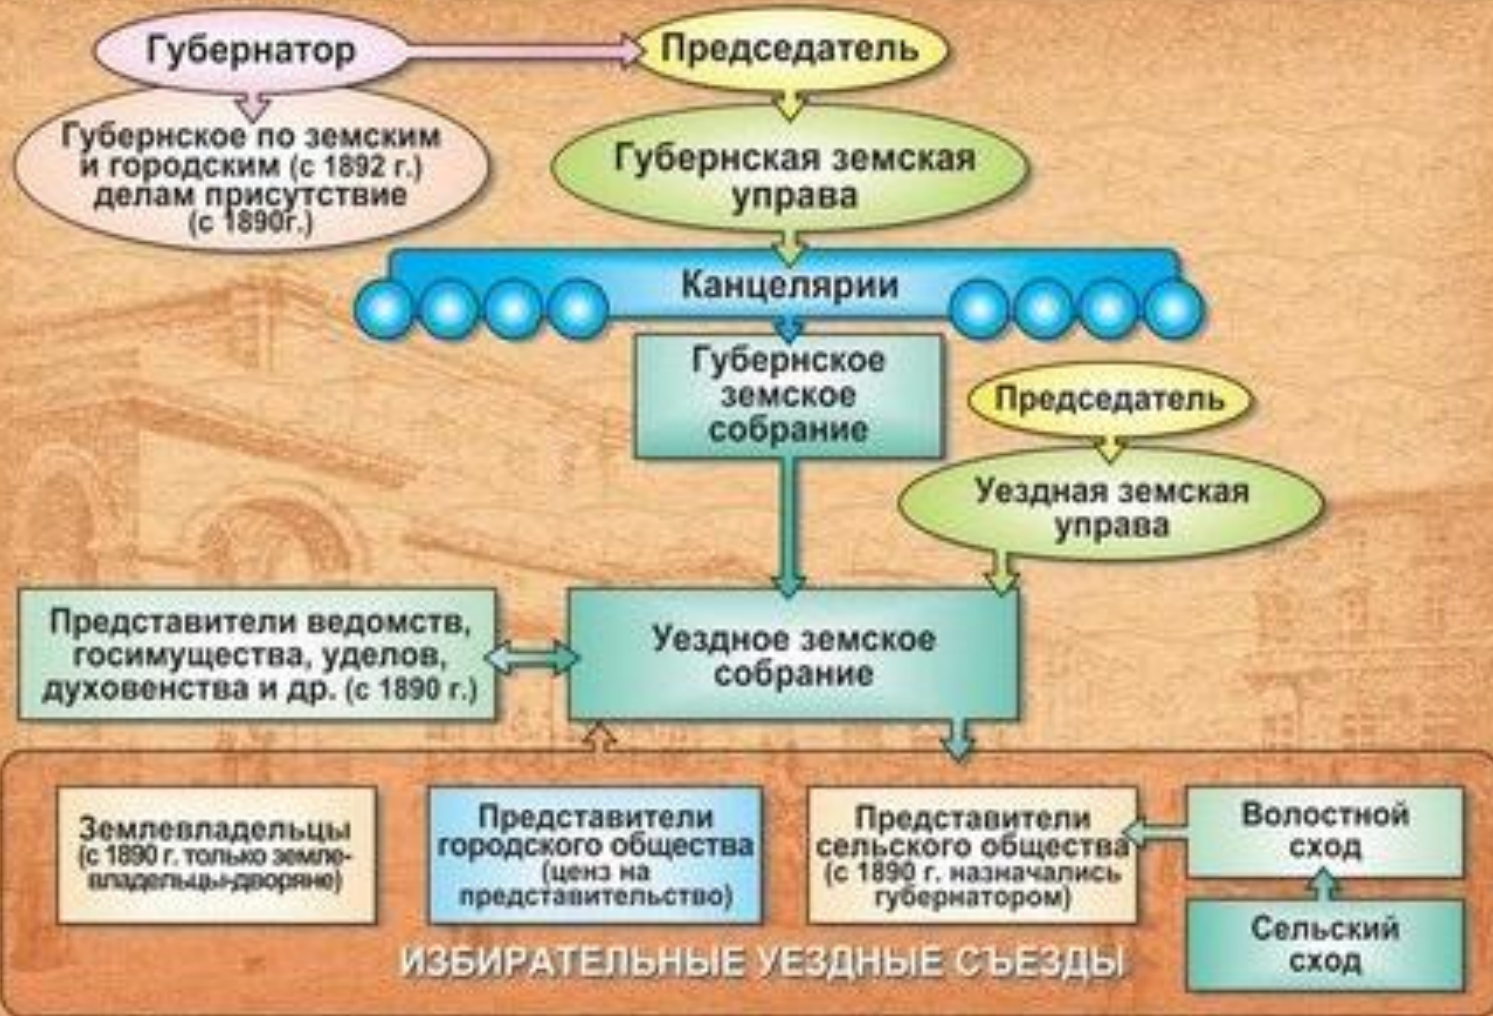 Губернатор
Председатель
Губернское по земским
и городским (с 1892 г.)
делам присутствие
(с 1890г.)
Губернская земская
управа
Канцелярии
Губернское
земское
собрание
Председатель
Уездная земская
управа
Представители ведомств,
госимущества, уделов,
духовенства и др. (с 1890 г.)
Уездное земское
собрание
Землевладельцы
(с 1890 г. только земле-
владельцы-дворяне)
Представители
городского общества
(ценз на
представительство)
Представители
сельского общества
(с 1890 г. назначались
губернатором)
Волостной
сход
Сельский
сход
ИЗБИРАТЕЛЬНЫЕ УЕЗДНЫЕ СЪЕЗДЫ